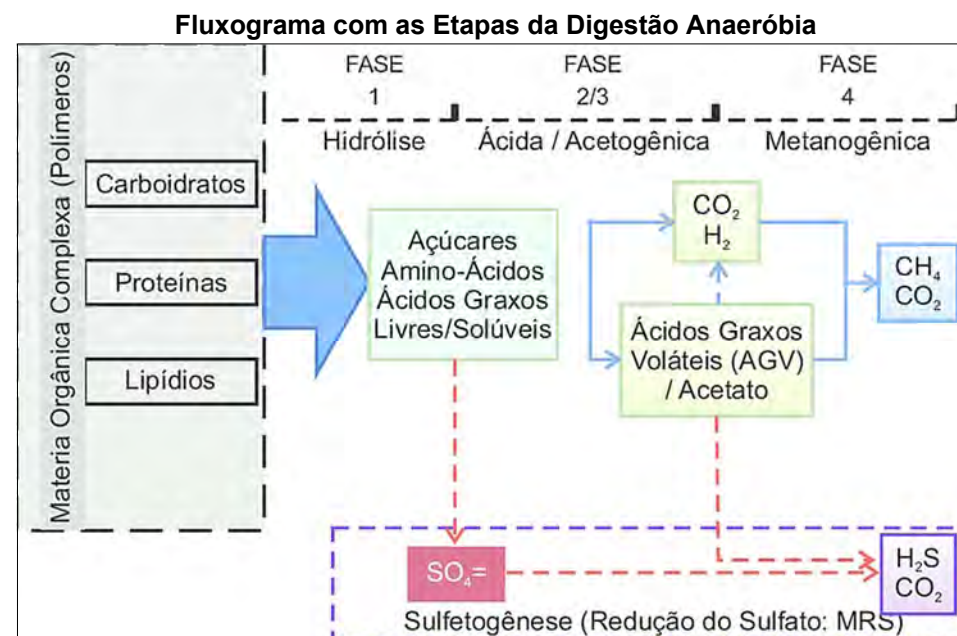 Fluxograma com as Etapas da Digestão Anaeróbia
Materia Orgânica Complexa (Polímeros)
Carboidratos
Proteínas
Lipídios
FASE
1
Hidrólise
FASE
2/3
Ácida / Acetogênica
FASE
4
Metanogênica
Açúcares
Amino-Ácidos
Ácidos Graxos
Livres/Solúveis
CO₂
H₂
Ácidos Graxos
Voláteis (AGV)
/ Acetato
CH₄
CO₂
SO₄=
H₂S
CO₂
Sulfetogênese (Redução do Sulfato: MRS)